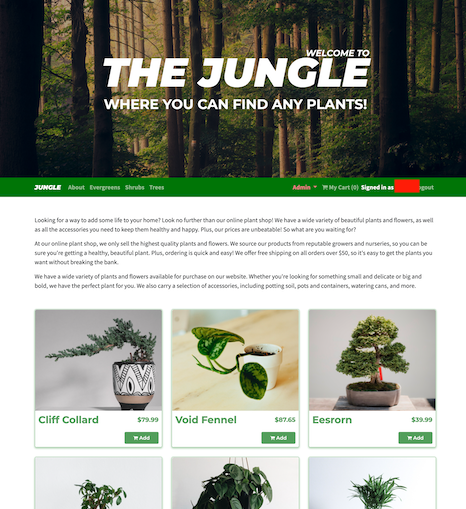 WELCOME TO
THE JUNGLE
WHERE YOU CAN FIND ANY PLANTS!
JUNGLE About Evergreens Shrubs Trees Admin My Cart (0) Signed in as ogout
Looking for a way to add some life to your home? Look no further than our online plant shop! We have a wide variety of beautiful plants and flowers, as well
as all the accessories you need to keep them healthy and happy. Plus, our prices are unbeatable! So what are you waiting for?
At our online plant shop, we only sell the highest quality plants and flowers. We source our products from reputable growers and nurseries, so you can be
sure you're getting a healthy, beautiful plant. Plus, ordering is quick and easy! We offer free shipping on all orders over $50, so it's easy to get the plants you
want without breaking the bank.
We have a wide variety of plants and flowers available for purchase on our website. Whether you're looking for something small and delicate or big and
bold, we have the perfect plant for you. We also carry a selection of accessories, including potting soil, pots and containers, watering cans, and more.
Cliff Collard $79.99
Add
Void Fennel $87.65
Add
Eesrorn $39.99
Add